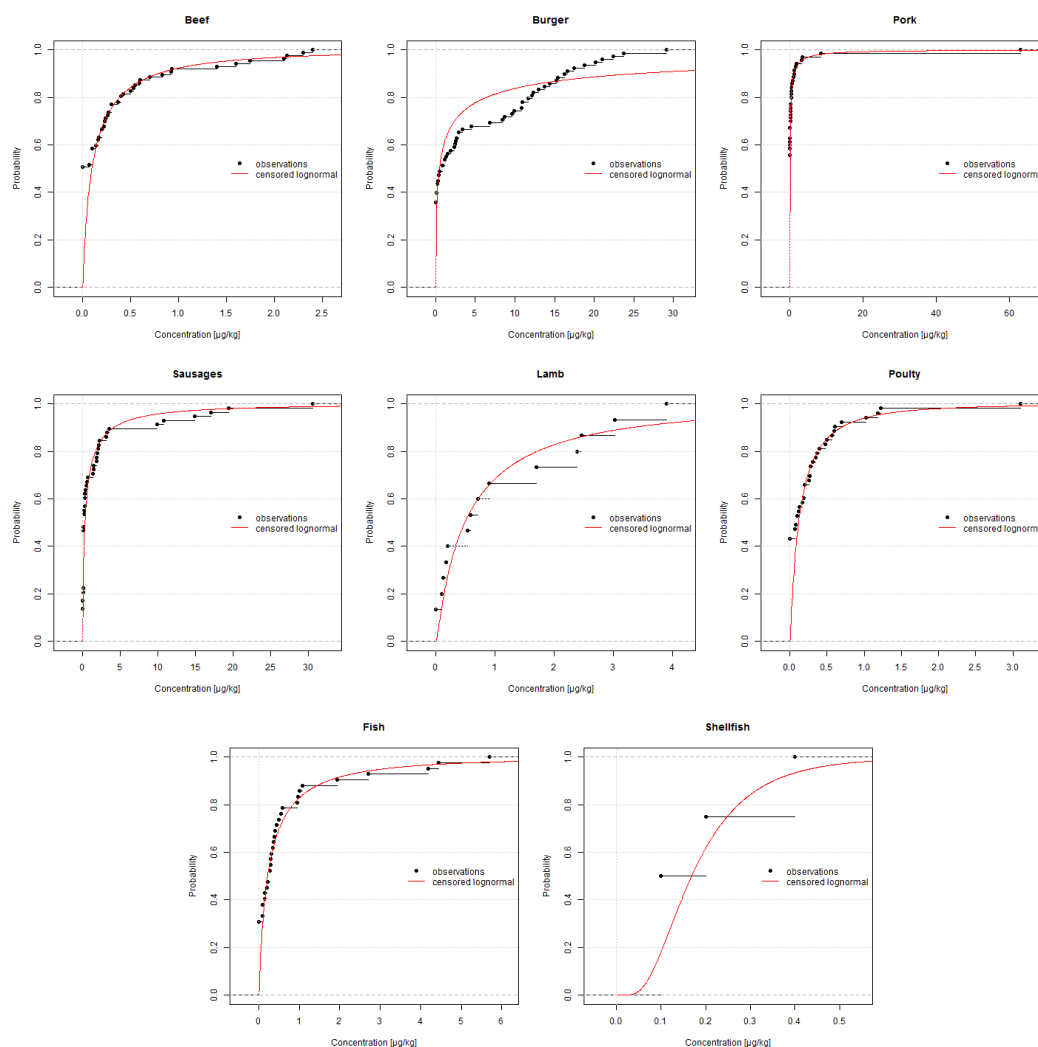 Beef
Probability
0.0 0.2 0.4 0.6 0.8 1.0
observations
censored lognormal
0.0 0.5 1.0 1.5 2.0 2.5
Concentration [µg/kg]
Burger
Probability
0.0 0.2 0.4 0.6 0.8 1.0
observations
censored lognormal
0 5 10 15 20 25 30
Concentration [µg/kg]
Pork
Probability
0.0 0.2 0.4 0.6 0.8 1.0
observations
censored lognormal
0 20 40 60
Concentration [µg/kg]
Sausages
Probability
0.0 0.2 0.4 0.6 0.8 1.0
observations
censored lognormal
0 5 10 15 20 25 30
Concentration [µg/kg]
Lamb
Probability
0.0 0.2 0.4 0.6 0.8 1.0
observations
censored lognormal
0 1 2 3 4
Concentration [µg/kg]
Poulty
Probability
0.0 0.2 0.4 0.6 0.8 1.0
observations
censored lognormal
0.0 0.5 1.0 1.5 2.0 2.5 3.0
Concentration [µg/kg]
Fish
Probability
0.0 0.2 0.4 0.6 0.8 1.0
observations
censored lognormal
0 1 2 3 4 5 6
Concentration [µg/kg]
Shellfish
Probability
0.0 0.2 0.4 0.6 0.8 1.0
observations
censored lognormal
0.0 0.1 0.2 0.3 0.4 0.5
Concentration [µg/kg]